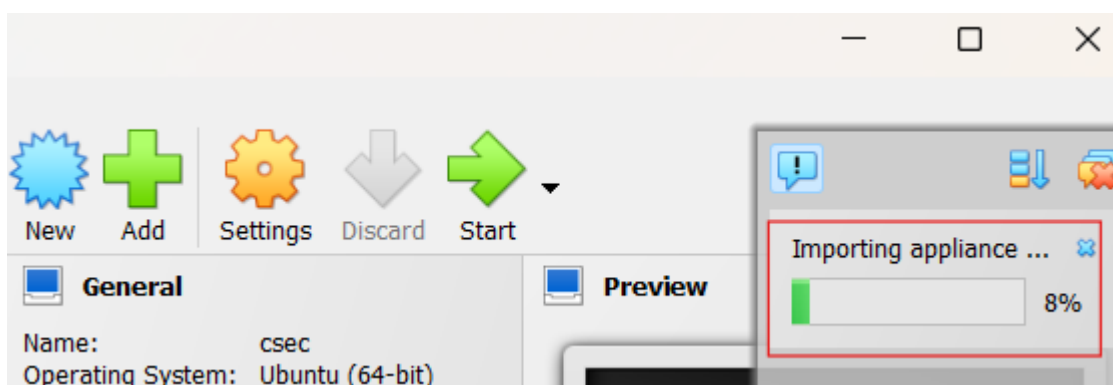 New Add Settings Discard Start
Importing appliance ...
8%
General
Preview
Name: csec
Operating System: Ubuntu (64-bit)